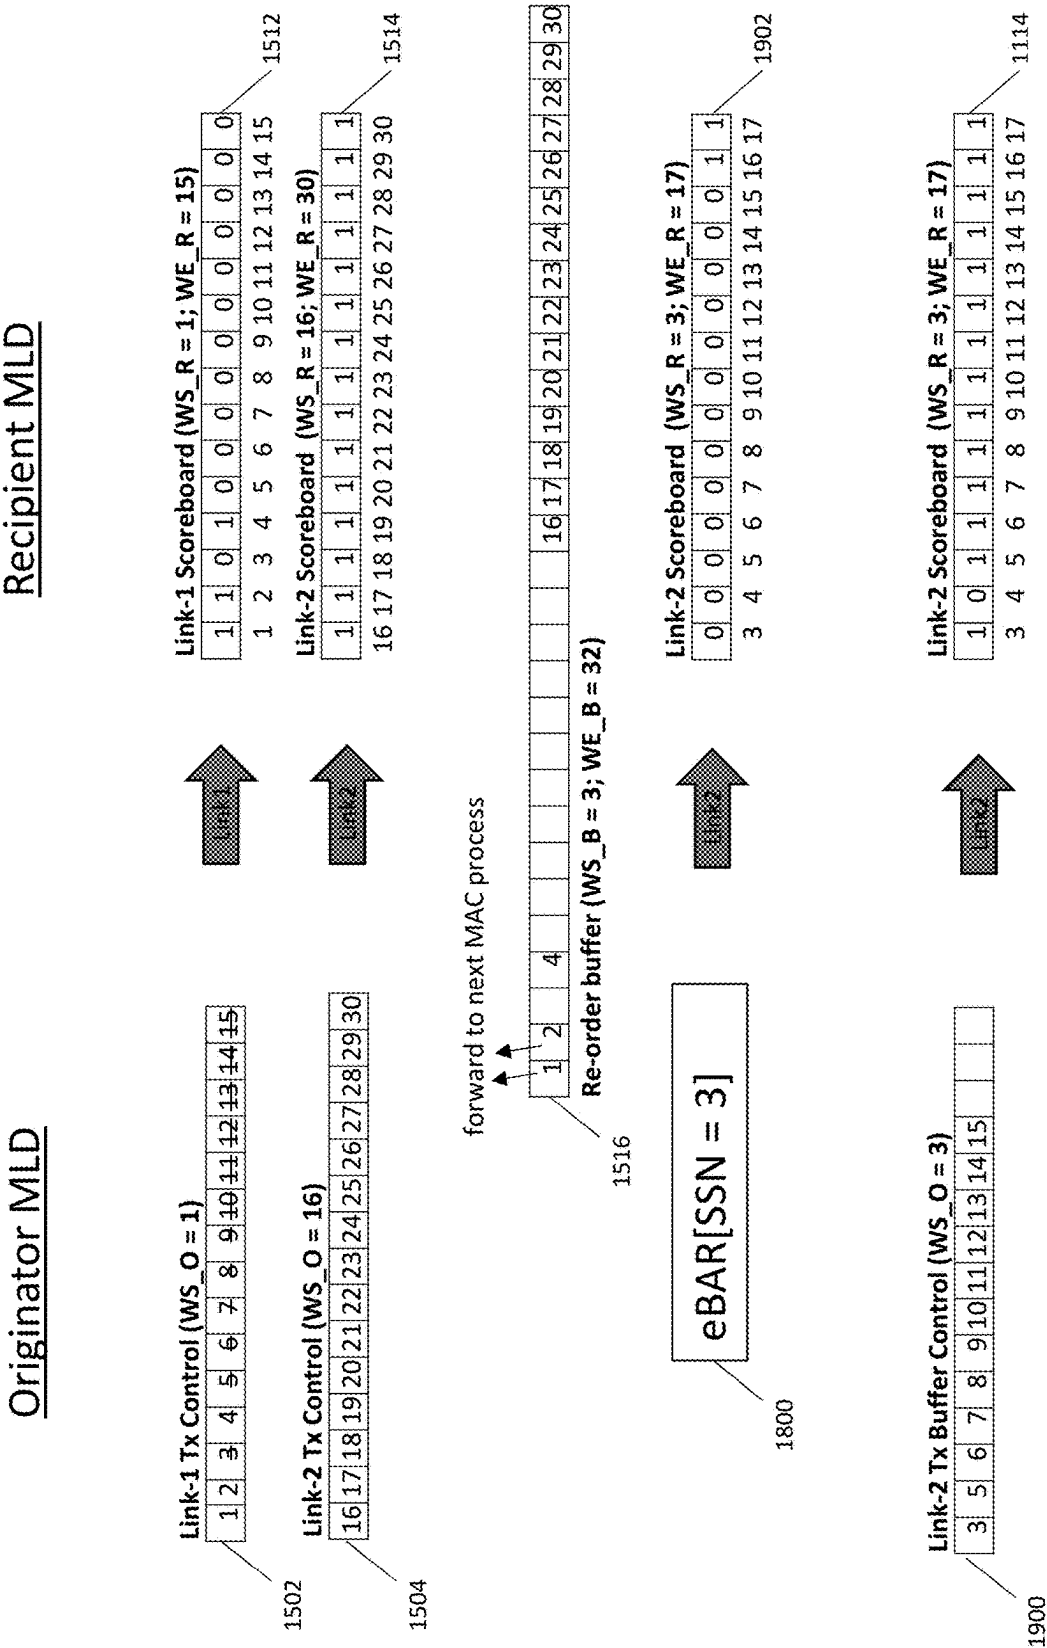 Originator MLD
Recipient MLD
Link-1 Tx Control (WS_O = 1)
1 2 3 4 5 6 7 8 9 10 11 12 13 14 15
1502
Link1
Link-1 Scoreboard (WS_R = 1; WE_R = 15)
1 1 0 1 0 0 0 0 0 0 0 0 0 0 0
1 2 3 4 5 6 7 8 9 10 11 12 13 14 15
1512
Link-2 Tx Control (WS_O = 16)
16 17 18 19 20 21 22 23 24 25 26 27 28 29 30
1504
Link2
Link-2 Scoreboard (WS_R = 16; WE_R = 30)
1 1 1 1 1 1 1 1 1 1 1 1 1 1 1
16 17 18 19 20 21 22 23 24 25 26 27 28 29 30
1514
forward to next MAC process
1 2 4 16 17 18 19 20 21 22 23 24 25 26 27 28 29 30
Re-order buffer (WS_B = 3; WE_B = 32)
1516
eBAR[SSN = 3]
1800
Link2
Link-2 Scoreboard (WS_R = 3; WE_R = 17)
0 0 0 0 0 0 0 0 0 0 0 0 0 1 1
3 4 5 6 7 8 9 10 11 12 13 14 15 16 17
1902
Link-2 Tx Buffer Control (WS_O = 3)
3 5 6 7 8 9 10 11 12 13 14 15
1900
Link2
Link-2 Scoreboard (WS_R = 3; WE_R = 17)
1 0 1 1 1 1 1 1 1 1 1 1 1 1 1
3 4 5 6 7 8 9 10 11 12 13 14 15 16 17
1114